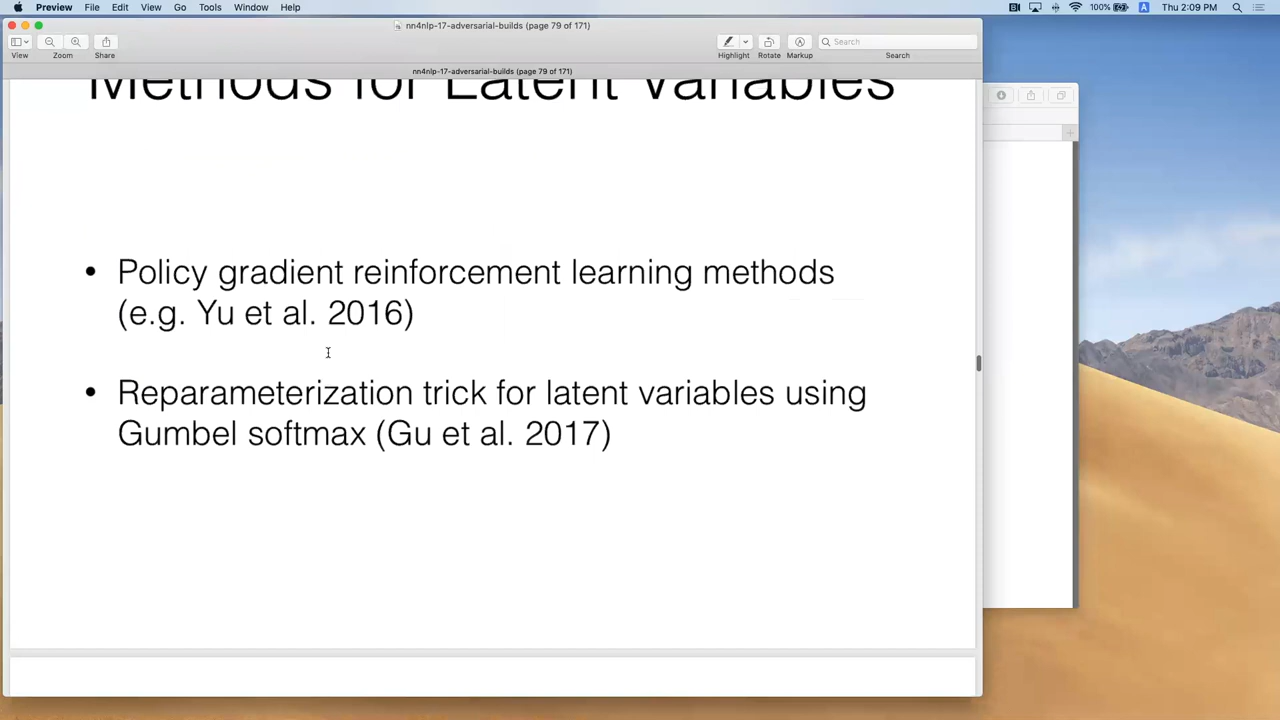 Preview File Edit View Go Tools Window Help 100% A Thu 2:09 PM
nn4nlp-17-adversarial-builds (page 79 of 171)
Search
View Zoom Share Highlight Rotate Markup Search
nn4nlp-17-adversarial-builds (page 79 of 171)
Methods for Latent Variables
• Policy gradient reinforcement learning methods
(e.g. Yu et al. 2016)
• Reparameterization trick for latent variables using
Gumbel softmax (Gu et al. 2017)